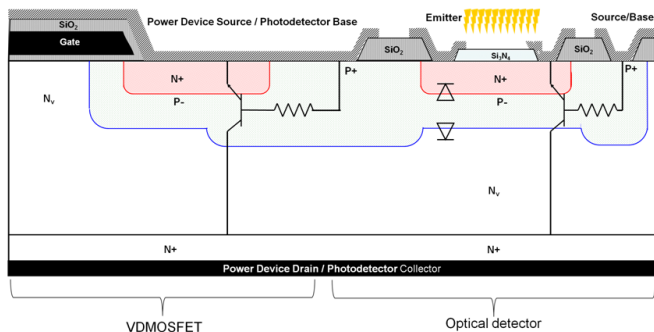 Power Device Source / Photodetector Base
Emitter
Source/Base
SiO2
Gate
SiO2
Si3N4
SiO2
N+
P+
N+
P+
Nv
P-
P-
Nv
N+
N+
Power Device Drain / Photodetector Collector
VDMOSFET
Optical detector